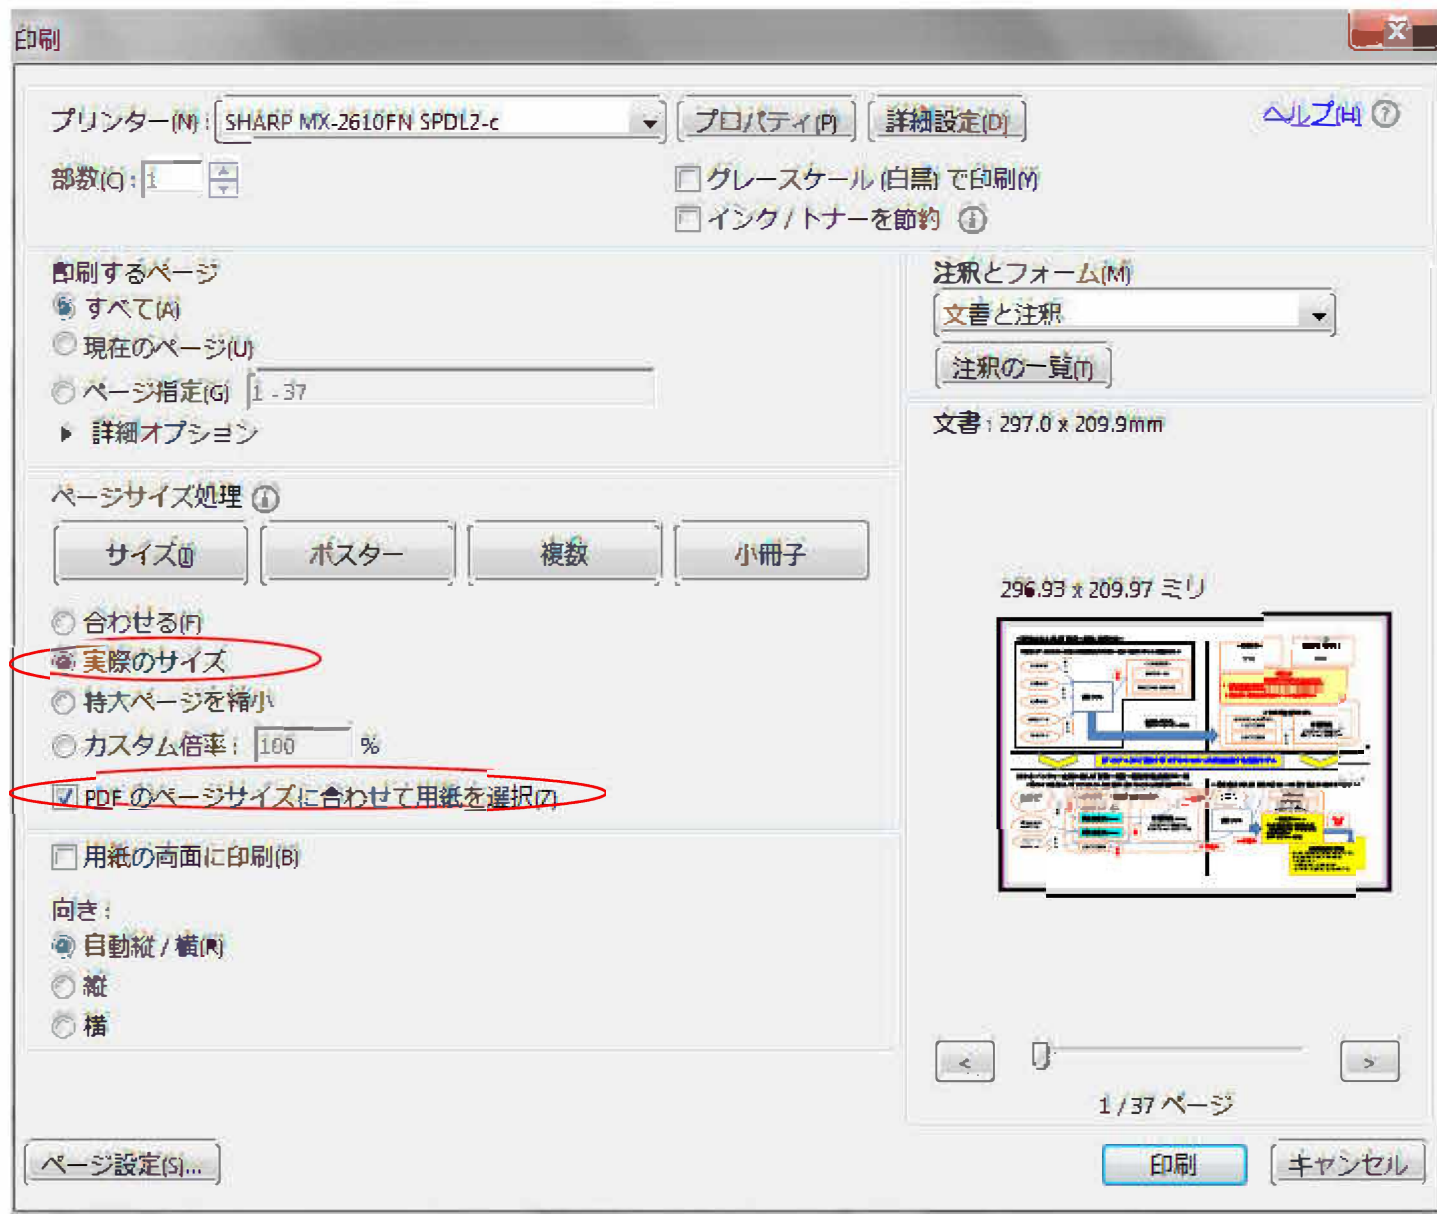 印刷
プリンター(N): SHARP MX-2610FN SPDL2-c プロパティ(P) 詳細設定(D) ヘルプ(H)
部数(C): 1
グレースケール (白黒) で印刷(Y)
インク / トナーを節約
印刷するページ
すべて(A)
現在のページ(U)
ページ指定(G) 1 - 37
詳細オプション
注釈とフォーム(M)
文書と注釈
注釈の一覧(T)
文書 : 297.0 x 209.9mm
ページサイズ処理
サイズ(I) ポスター 複数 小冊子
合わせる(F)
実際のサイズ
特大ページを縮小
カスタム倍率 : 100 %
PDF のページサイズに合わせて用紙を選択(Z)
用紙の両面に印刷(B)
向き :
自動縦 / 横(R)
縦
横
296.93 x 209.97 ミリ
< >
1 / 37 ページ
ページ設定(S)... 印刷 キャンセル